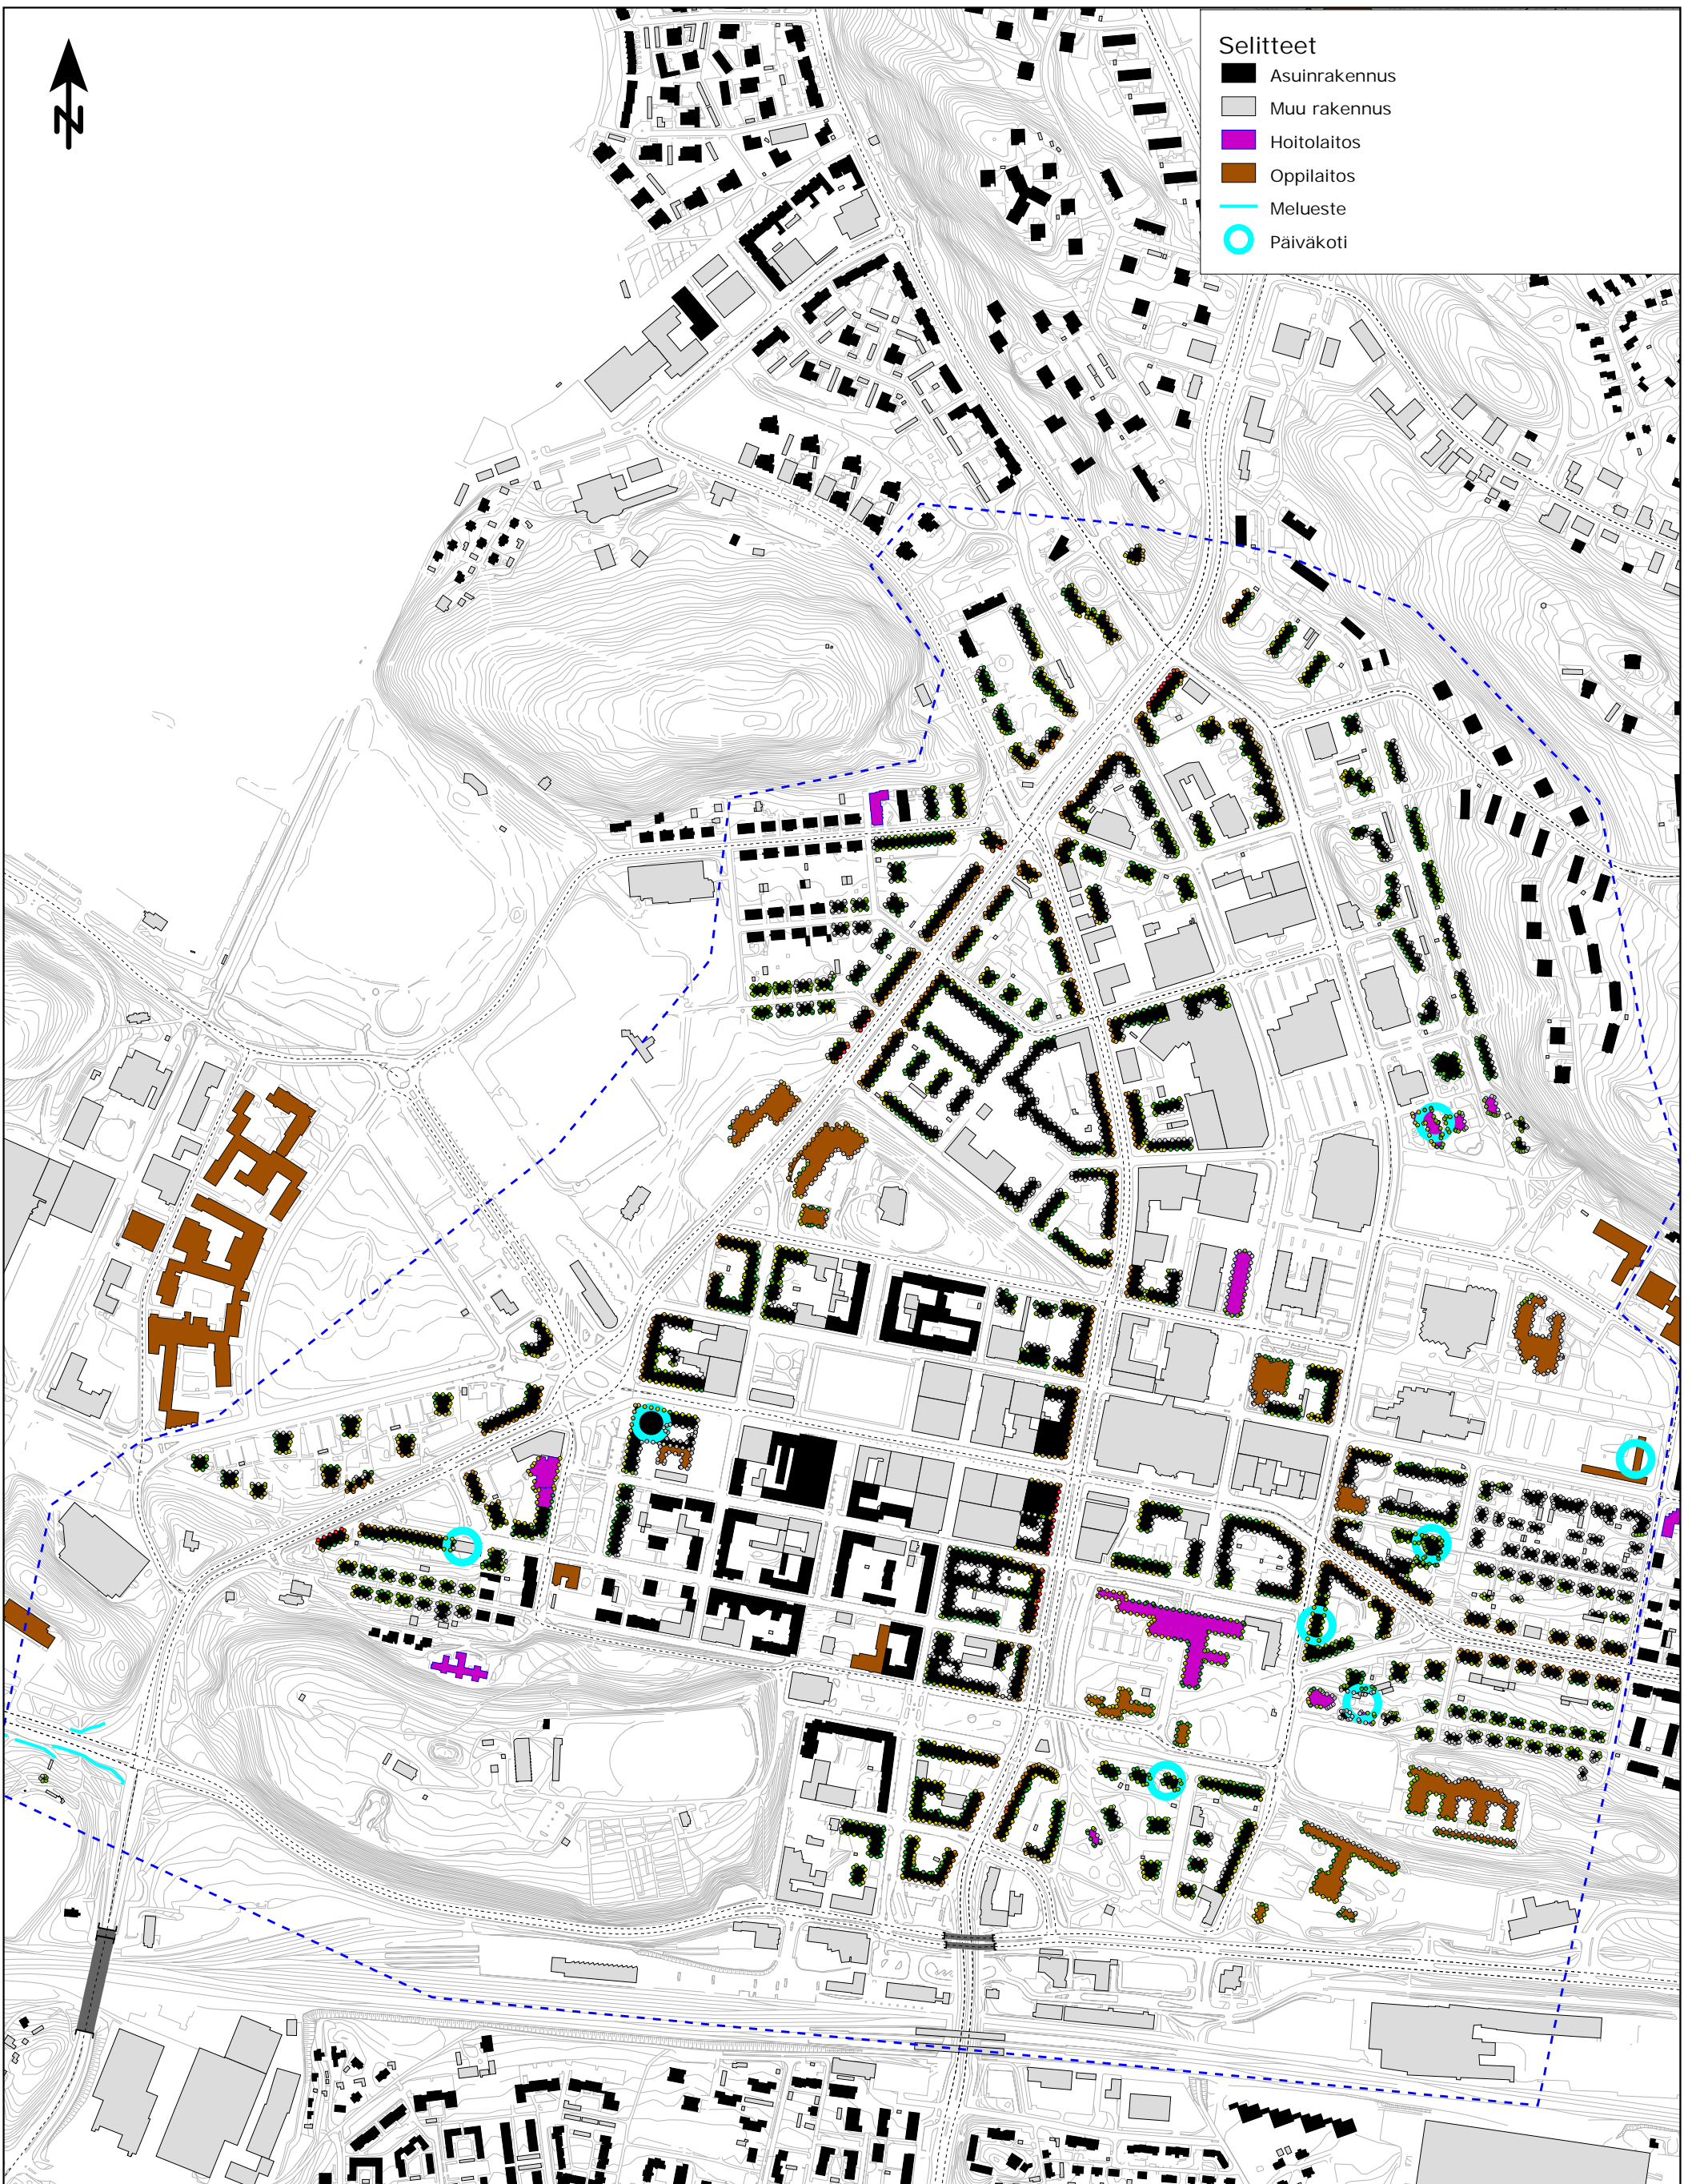 N
Selitteet
Asuinrakennus
Muu rakennus
Hoitolaitos
Oppilaitos
Melueste
Päiväkoti